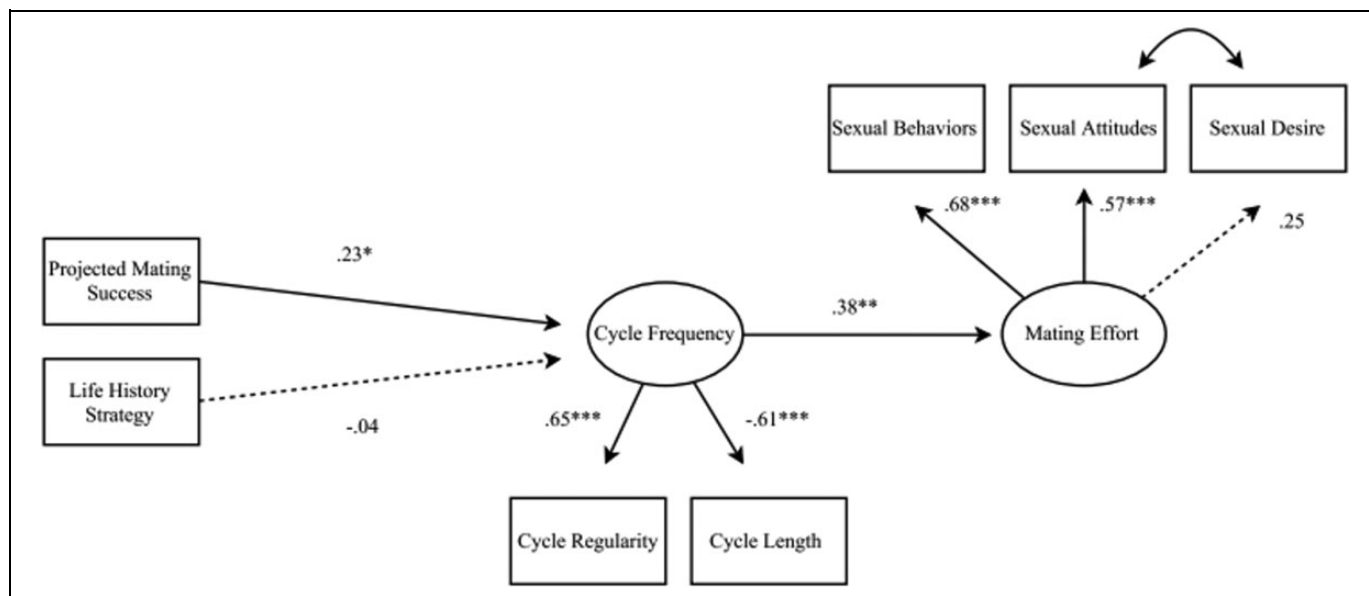 Sexual Behaviors
Sexual Attitudes
Sexual Desire
.68***
.57***
.25
Projected Mating
Success
.23*
Life History
Strategy
-.04
Cycle Frequency
.38**
Mating Effort
.65***
-.61***
Cycle Regularity
Cycle Length